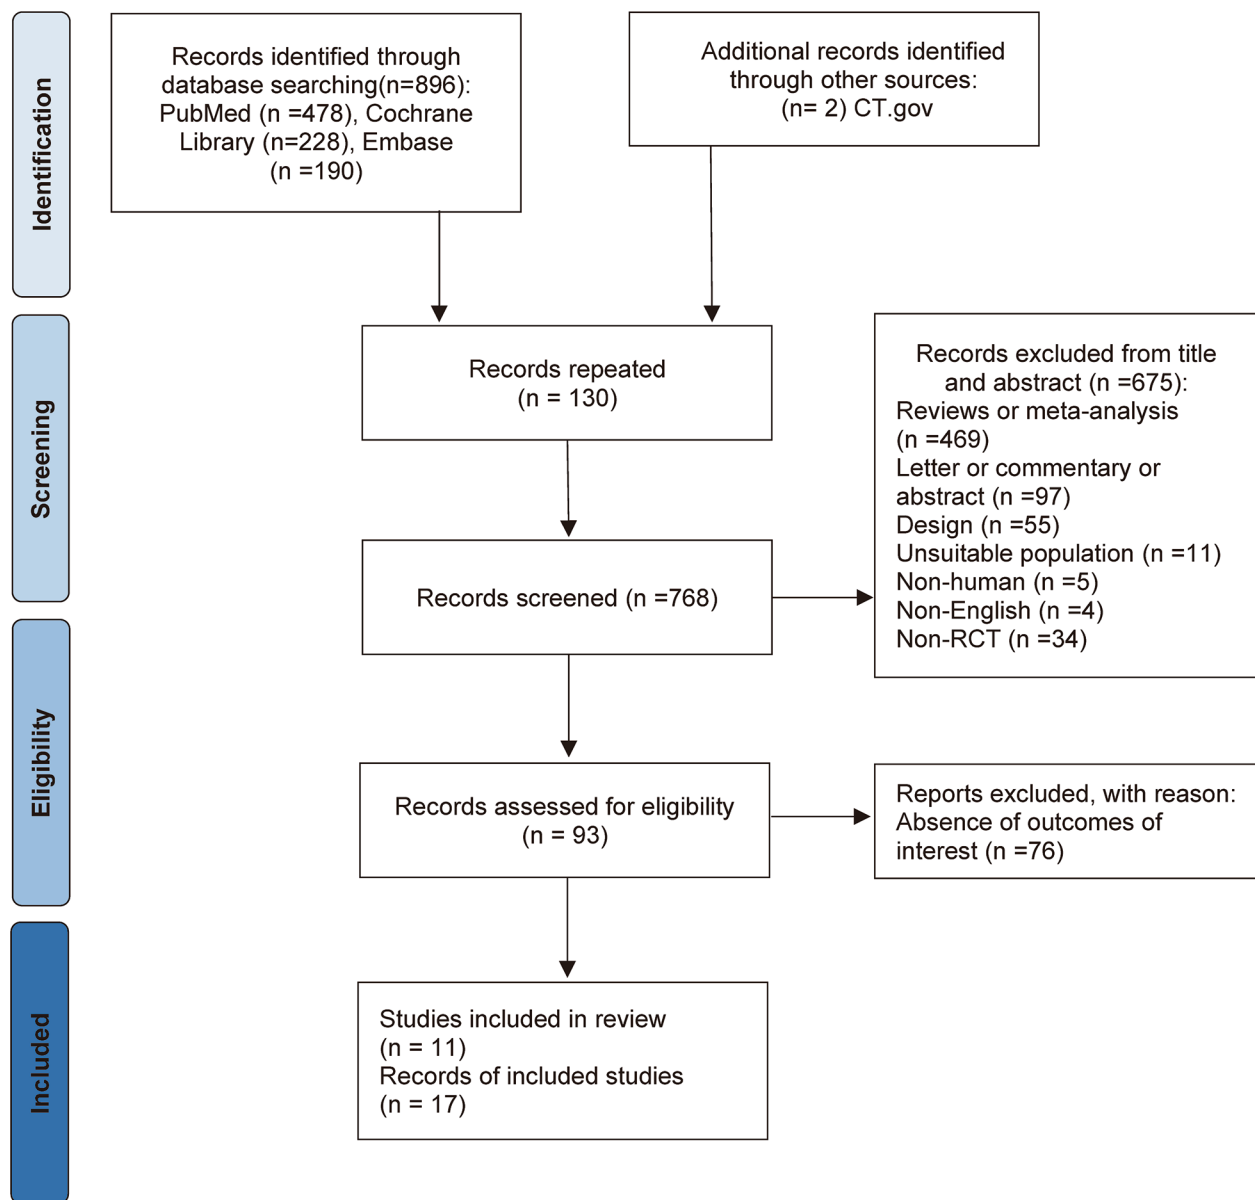 Identification
Records identified through
database searching(n=896):
PubMed (n =478), Cochrane
Library (n=228), Embase
(n =190)
Additional records identified
through other sources:
(n= 2) CT.gov
Screening
Records repeated
(n = 130)
Records screened (n =768)
Records excluded from title
and abstract (n =675):
Reviews or meta-analysis
(n =469)
Letter or commentary or
abstract (n =97)
Design (n =55)
Unsuitable population (n =11)
Non-human (n =5)
Non-English (n =4)
Non-RCT (n =34)
Eligibility
Records assessed for eligibility
(n = 93)
Reports excluded, with reason:
Absence of outcomes of
interest (n =76)
Included
Studies included in review
(n = 11)
Records of included studies
(n = 17)